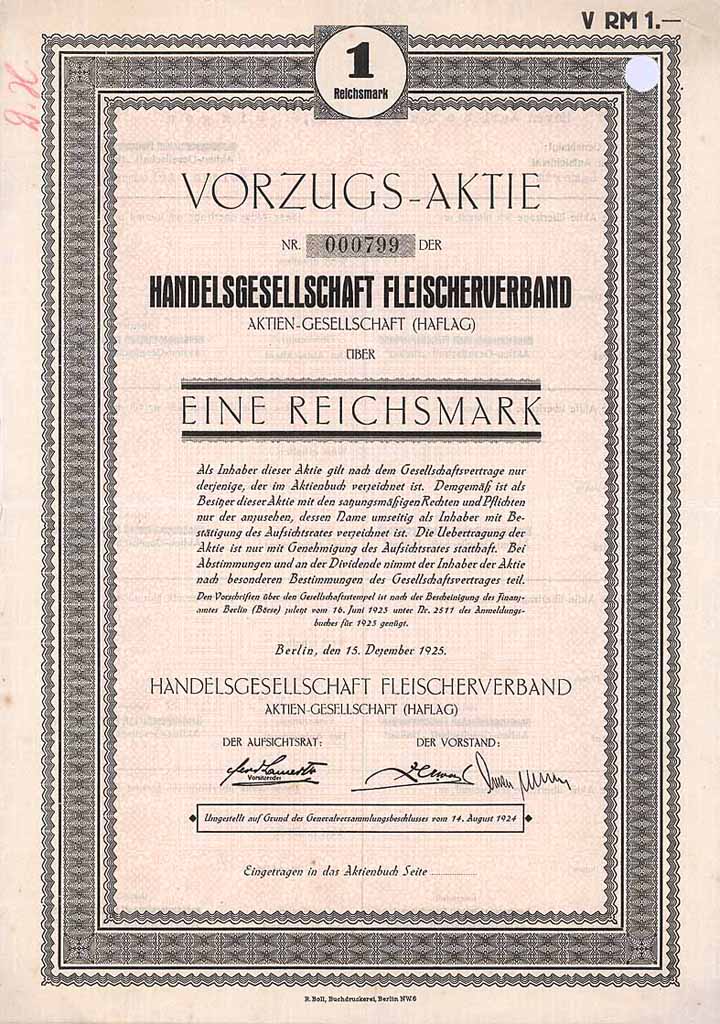 V RM 1.—
1
Reichsmark
VORZUGS-AKTIE
NR. 000799 DER
HANDELSGESELLSCHAFT FLEISCHERVERBAND
AKTIEN-GESELLSCHAFT (HAFLAG)
ÜBER
EINE REICHSMARK
Als Inhaber dieser Aktie gilt nach dem Gesellschaftsvertrage nur
derjenige, der im Aktienbuch verzeichnet ist. Demgemäß ist als
Besitzer dieser Aktie mit den satzungsmäßigen Rechten und Pflichten
nur der anzusehen, dessen Name umseitig als Inhaber mit Be-
stätigung des Aufsichtsrates verzeichnet ist. Die Uebertragung der
Aktie ist nur mit Genehmigung des Aufsichtsrates statthaft. Bei
Abstimmungen und an der Dividende nimmt der Inhaber der Aktie
nach besonderen Bestimmungen des Gesellschaftsvertrages teil.
Den Vorschriften über den Gesellschaftsstempel ist nach der Bescheinigung des Finanz-
amtes Berlin (Börse) zuletzt vom 16. Juni 1925 unter Nr. 2511 des Anmeldungs-
buches für 1925 genügt.
Berlin, den 15. Dezember 1925.
HANDELSGESELLSCHAFT FLEISCHERVERBAND
AKTIEN-GESELLSCHAFT (HAFLAG)
DER AUFSICHTSRAT: DER VORSTAND:
Vorsitzender
Umgestellt auf Grund des Generalversammlungsbeschlusses vom 14. August 1924
Eingetragen in das Aktienbuch Seite ..............
R. Boll, Buchdruckerei, Berlin NW6